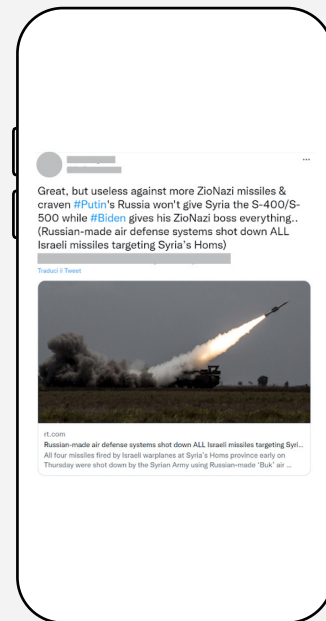 Great, but useless against more ZioNazi missiles &
craven #Putin's Russia won't give Syria the S-400/S-
500 while #Biden gives his ZioNazi boss everything..
(Russian-made air defense systems shot down ALL
Israeli missiles targeting Syria's Homs)
Traduci il Tweet
rt.com
Russian-made air defense systems shot down ALL Israeli missiles targeting Syri...
All four missiles fired by Israeli warplanes at Syria's Homs province early on
Thursday were shot down by the Syrian Army using Russian-made 'Buk' air ...